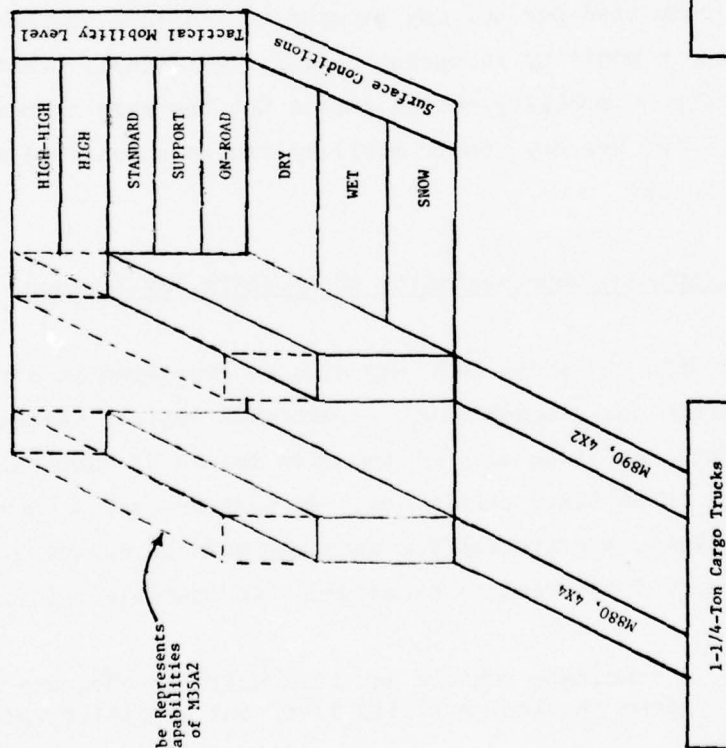 Tactical Mobility Level
HIGH-HIGH
HIGH
STANDARD
SUPPORT
ON-ROAD
Surface Conditions
DRY
WET
SNOW
be Represents
apabilities
of M35A2
M890, 4X2
M880, 4X4
1-1/4-Ton Cargo Trucks